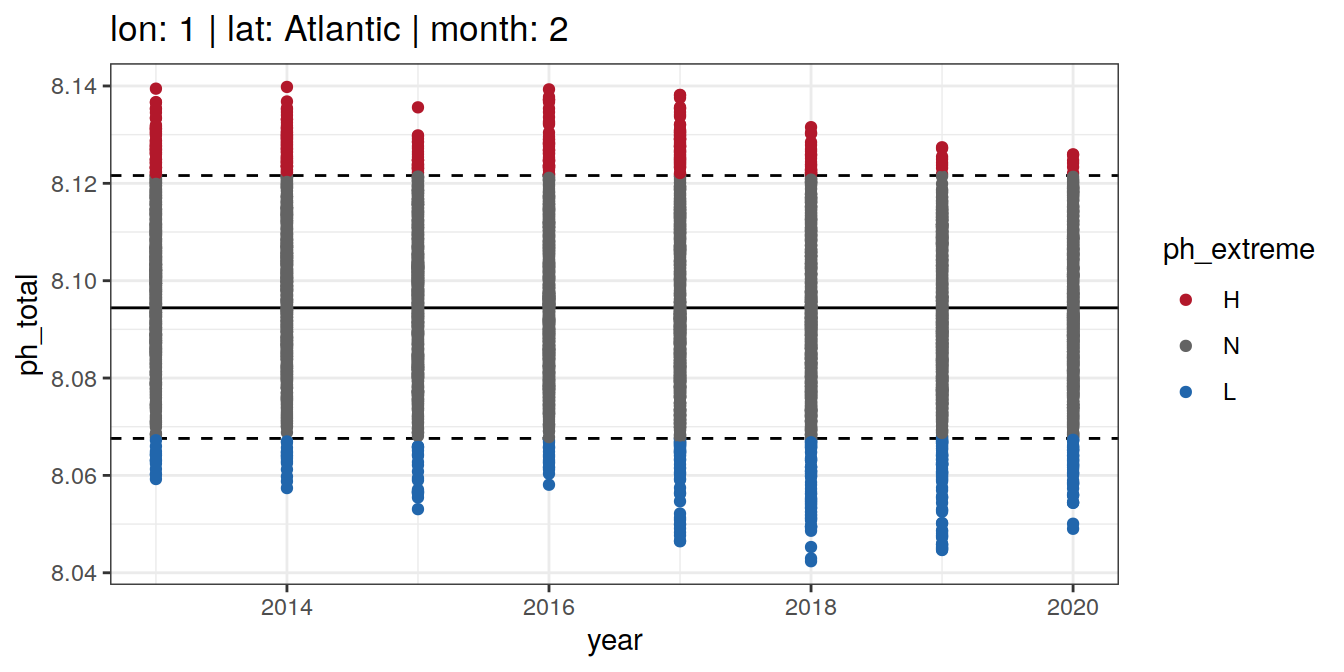 lon: 1 | lat: Atlantic | month: 2
8.14
8.12
8.10
8.08
8.06
8.04
ph_total
2014
2016
2018
2020
year
ph_extreme
H
N
L